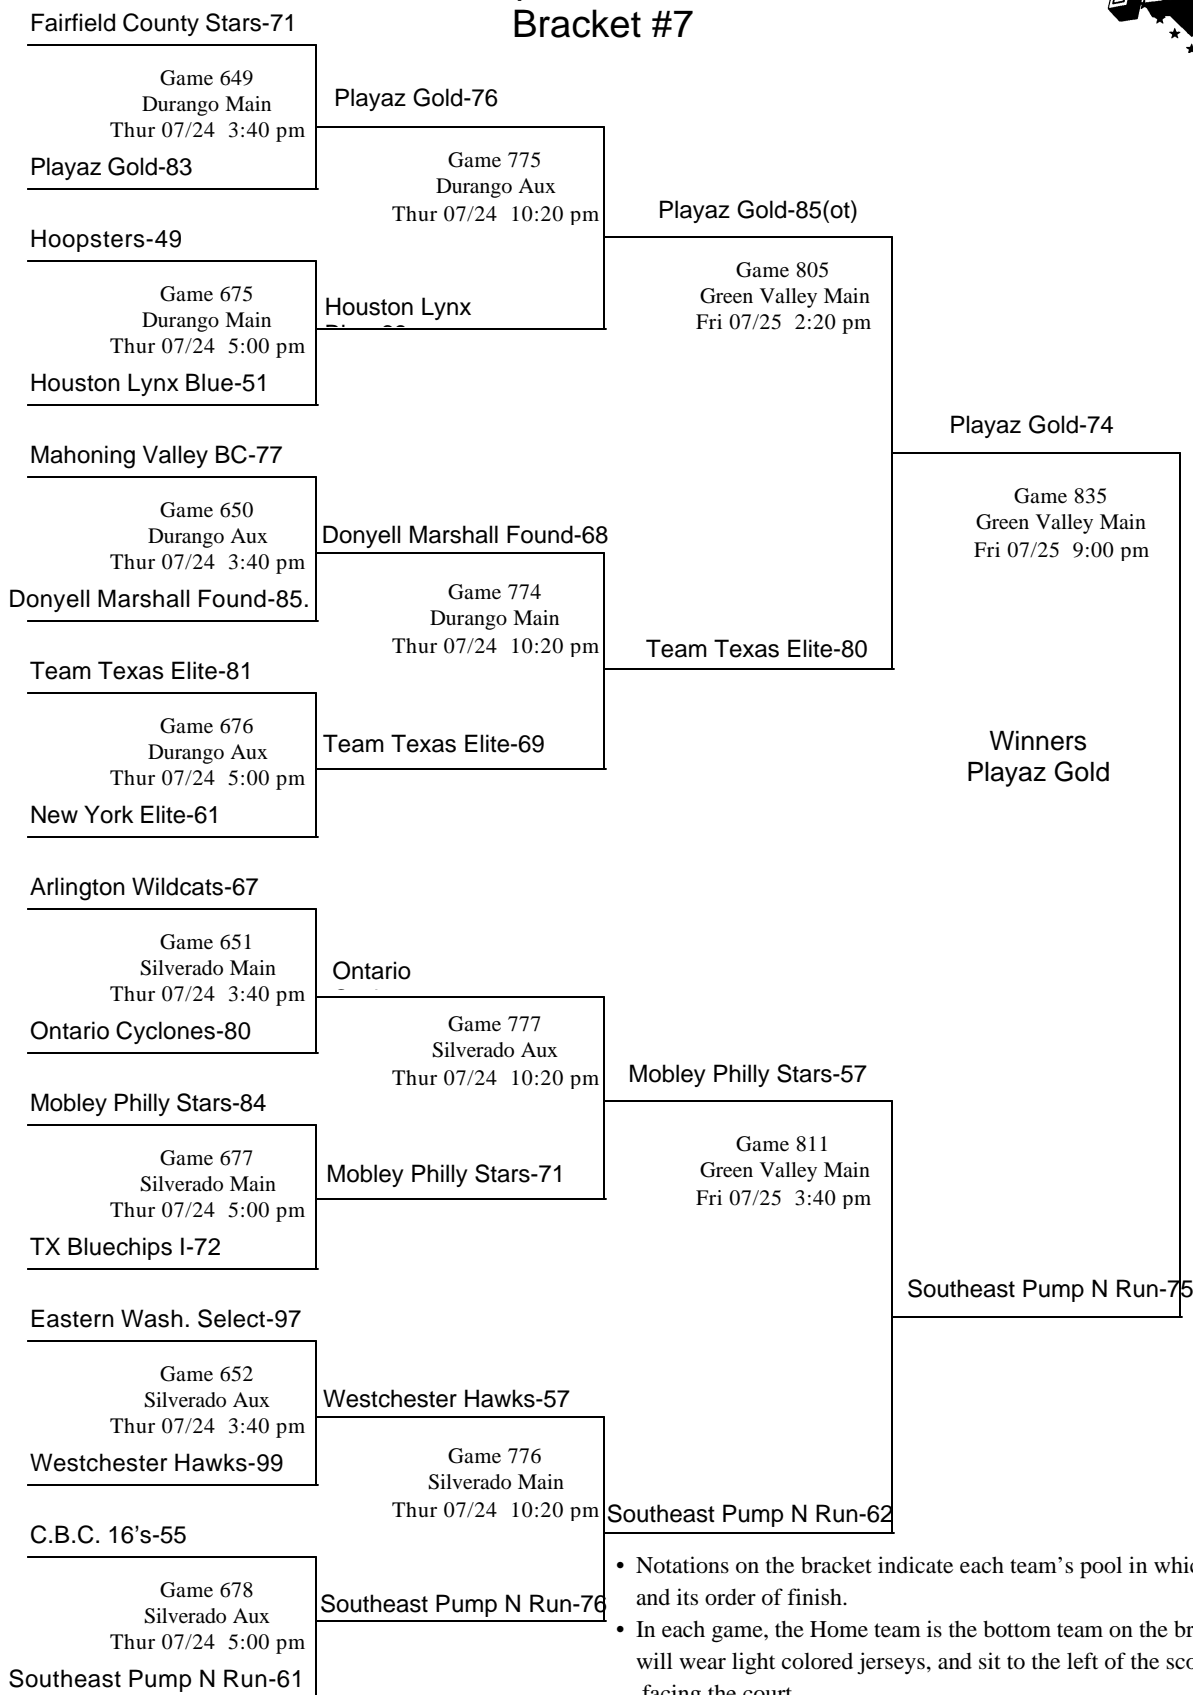 Bracket #7
Fairfield County Stars-71
Game 649
Durango Main
Thur 07/24 3:40 pm
Playaz Gold-83
Hoopsters-49
Game 675
Durango Main
Thur 07/24 5:00 pm
Houston Lynx Blue-51
Mahoning Valley BC-77
Game 650
Durango Aux
Thur 07/24 3:40 pm
Donyell Marshall Found-85.
Team Texas Elite-81
Game 676
Durango Aux
Thur 07/24 5:00 pm
New York Elite-61
Arlington Wildcats-67
Game 651
Silverado Main
Thur 07/24 3:40 pm
Ontario Cyclones-80
Mobley Philly Stars-84
Game 677
Silverado Main
Thur 07/24 5:00 pm
TX Bluechips I-72
Eastern Wash. Select-97
Game 652
Silverado Aux
Thur 07/24 3:40 pm
Westchester Hawks-99
C.B.C. 16's-55
Game 678
Silverado Aux
Thur 07/24 5:00 pm
Southeast Pump N Run-61
Playaz Gold-76
Game 775
Durango Aux
Thur 07/24 10:20 pm
Houston Lynx
Donyell Marshall Found-68
Game 774
Durango Main
Thur 07/24 10:20 pm
Team Texas Elite-69
Ontario
Game 777
Silverado Aux
Thur 07/24 10:20 pm
Mobley Philly Stars-71
Westchester Hawks-57
Game 776
Silverado Main
Thur 07/24 10:20 pm
Southeast Pump N Run-76
Playaz Gold-85(ot)
Game 805
Green Valley Main
Fri 07/25 2:20 pm
Team Texas Elite-80
Mobley Philly Stars-57
Game 811
Green Valley Main
Fri 07/25 3:40 pm
Southeast Pump N Run-62
Playaz Gold-74
Game 835
Green Valley Main
Fri 07/25 9:00 pm
Southeast Pump N Run-75
Winners
Playaz Gold
• Notations on the bracket indicate each team's pool in
and its order of finish.
• In each game, the Home team is the bottom team on the
will wear light colored jerseys, and sit to the left of the
facing the court